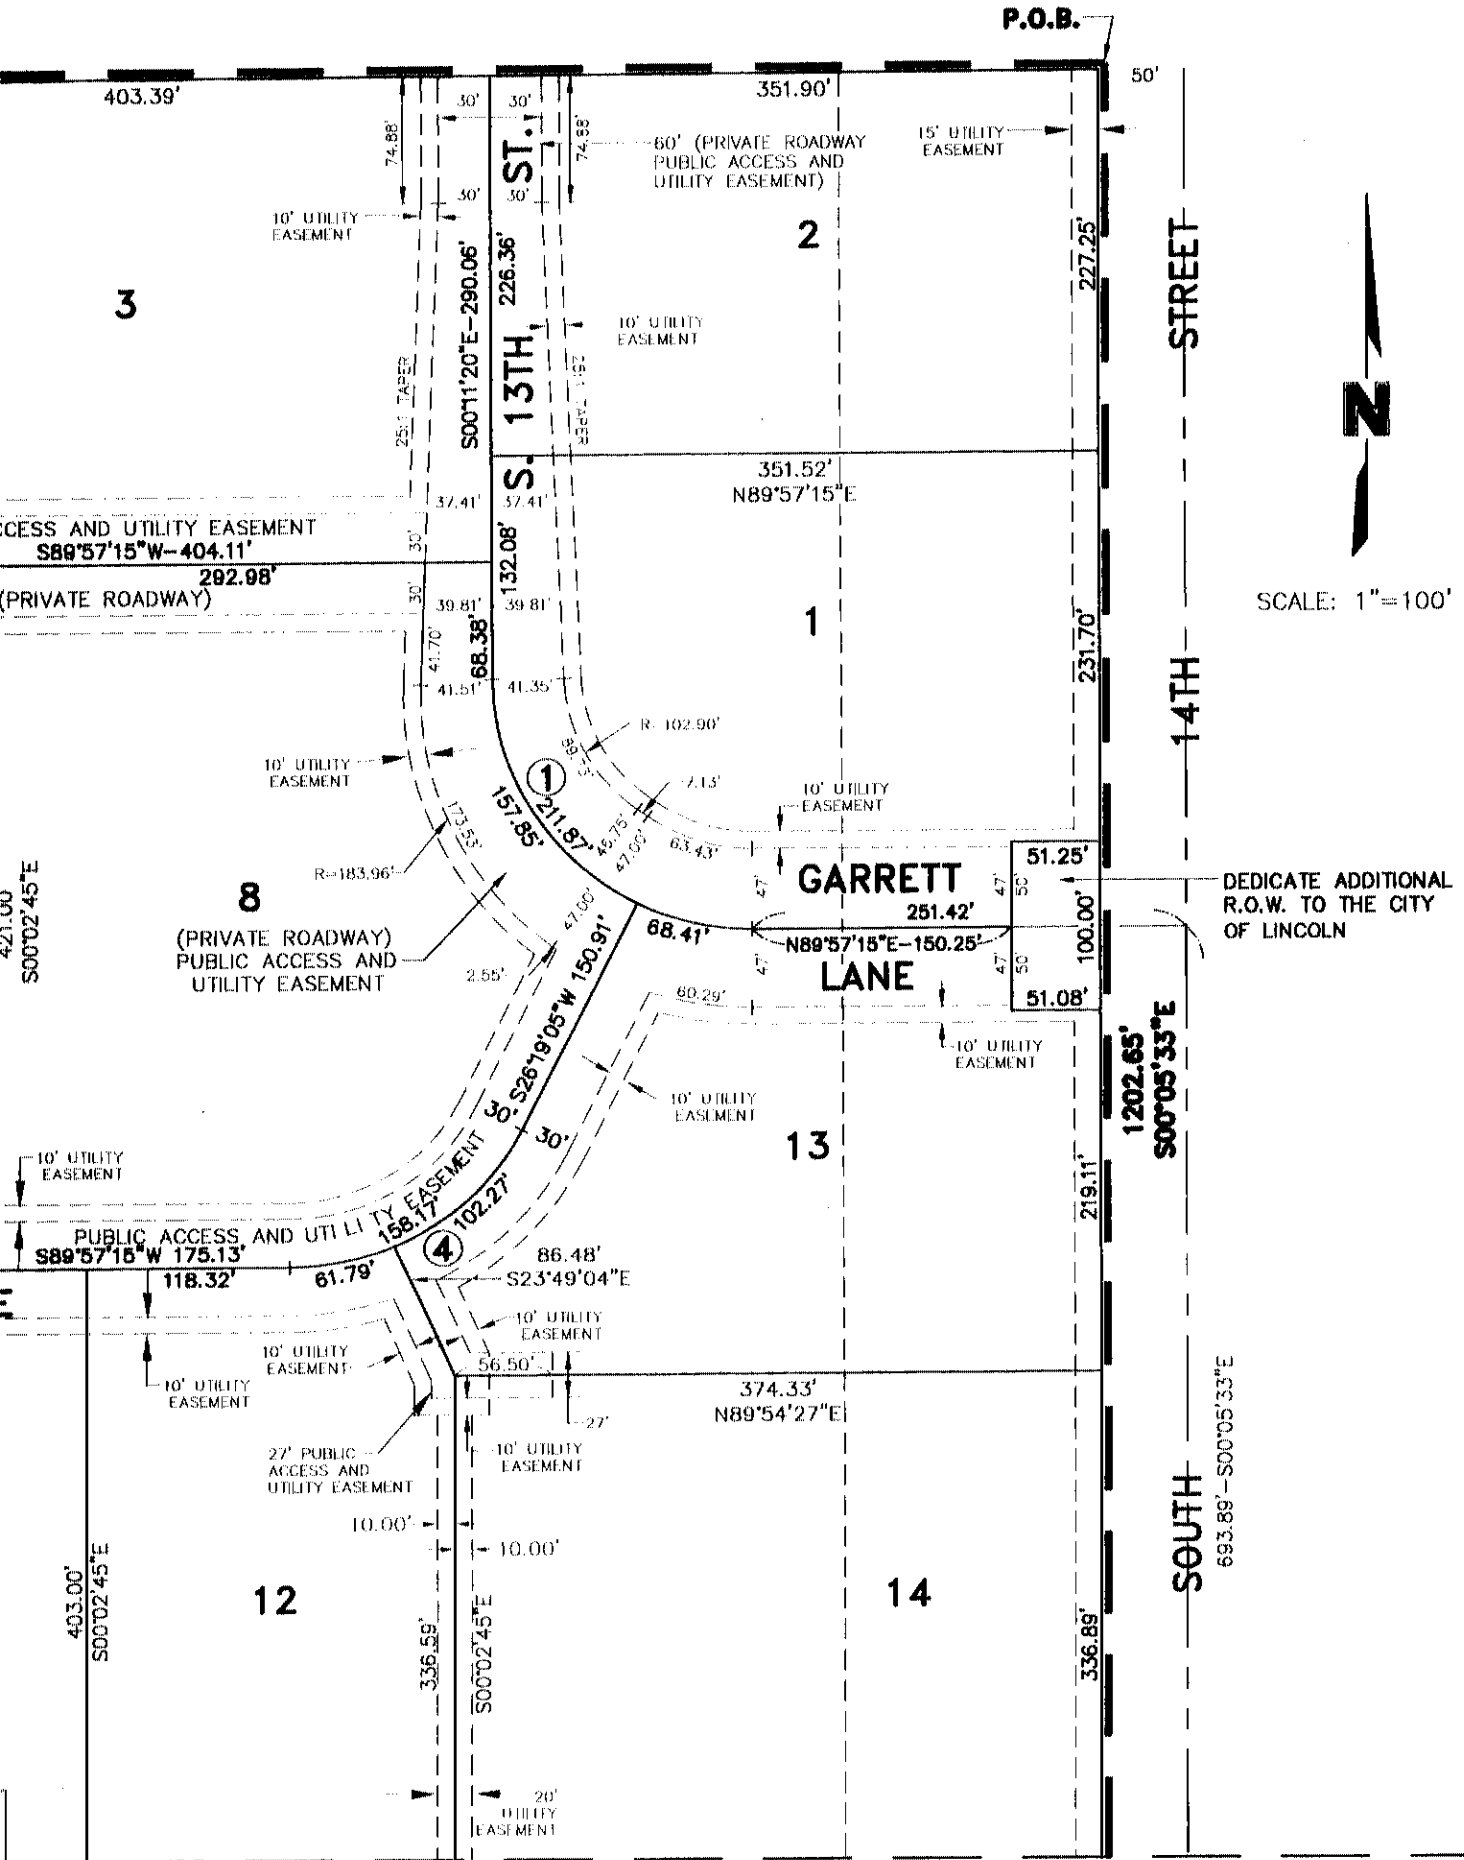 P.O.B.
50'
403.39'
351.90'
30'
30'
74.88'
74.88'
60' (PRIVATE ROADWAY
PUBLIC ACCESS AND
UTILITY EASEMENT)
15' UTILITY
EASEMENT
30'
30'
10' UTILITY
EASEMENT
S. 13TH ST.
S00°11'20"E-290.06'
226.36'
2
227.25'
STREET
3
10' UTILITY
EASEMENT
25:1 TAPER
25:1 TAPER
N
351.52'
N89°57'15"E
37.41'
37.41'
CCESS AND UTILITY EASEMENT
S89°57'15"W-404.11'
30'
132.08'
292.98'
(PRIVATE ROADWAY)
30'
39.81'
39.81'
SCALE: 1"=100'
1
41.70'
68.38'
231.70'
14TH
41.51'
41.35'
R-102.90'
89.73'
10' UTILITY
EASEMENT
1
7.13'
10' UTILITY
EASEMENT
157.85'
211.87'
46.75'
47.00'
63.43'
173.53'
R-183.96'
421.00'
S00°02'45"E
8
(PRIVATE ROADWAY)
PUBLIC ACCESS AND
UTILITY EASEMENT
47.00'
2.55'
GARRETT
LANE
47'
47'
50'
51.25'
251.42'
68.41'
N89°57'15"E-150.25'
47'
47'
50'
51.08'
100.00'
DEDICATE ADDITIONAL
R.O.W. TO THE CITY
OF LINCOLN
S26°19'05"W 150.91'
60.29'
10' UTILITY
EASEMENT
10' UTILITY
EASEMENT
1202.65'
S00°05'33"E
30'
30'
13
219.11'
10' UTILITY
EASEMENT
PUBLIC ACCESS AND UTILITY EASEMENT
S89°57'15"W 175.13'
158.17'
102.27'
4
118.32'
61.79'
86.48'
S23°49'04"E
10' UTILITY
EASEMENT
10' UTILITY
EASEMENT
10' UTILITY
EASEMENT
56.50'
374.33'
N89°54'27"E
27'
27' PUBLIC
ACCESS AND
UTILITY EASEMENT
10' UTILITY
EASEMENT
693.89'-S00°05'33"E
SOUTH
10.00'
10.00'
403.00'
S00°02'45"E
12
14
336.59'
S00°02'45"E
336.89'
20'
UTILITY
EASEMENT